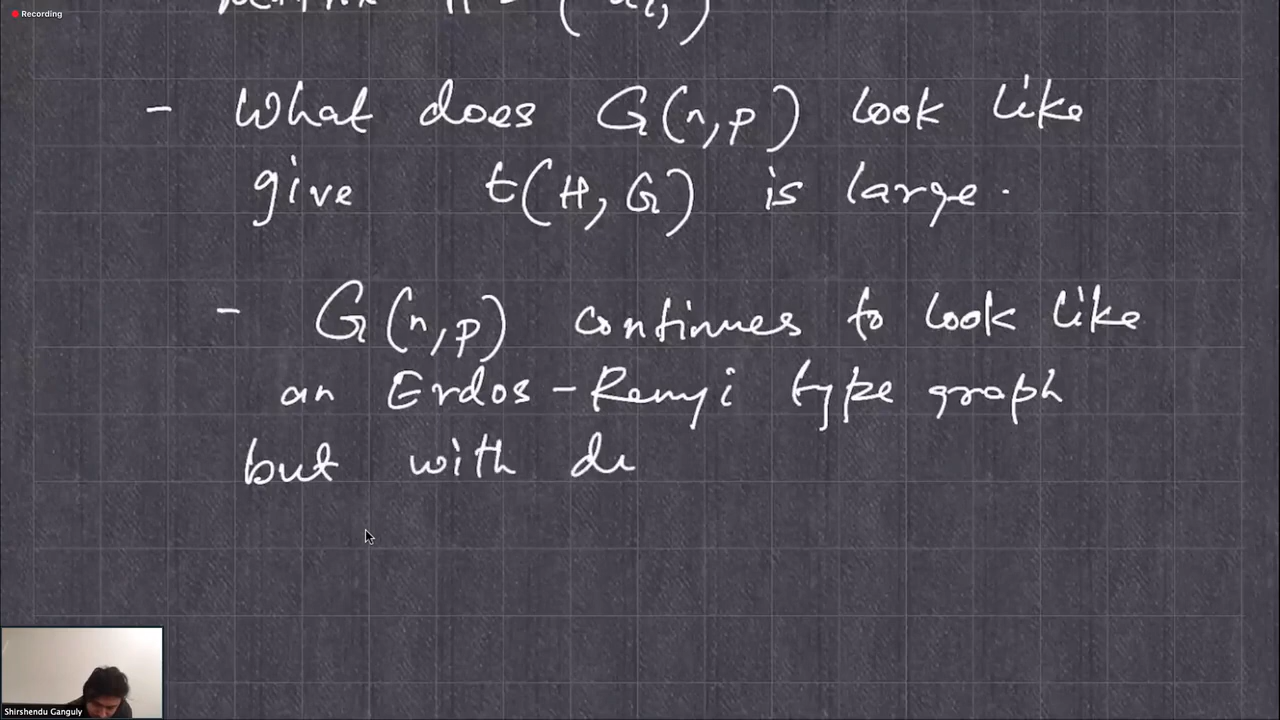 Recording
- What does G(n,p) look like
give t(H,G) is large.
- G(n,p) continues to look like
an Erdos-Renyi type graph
but with di
Shirshendu Ganguly